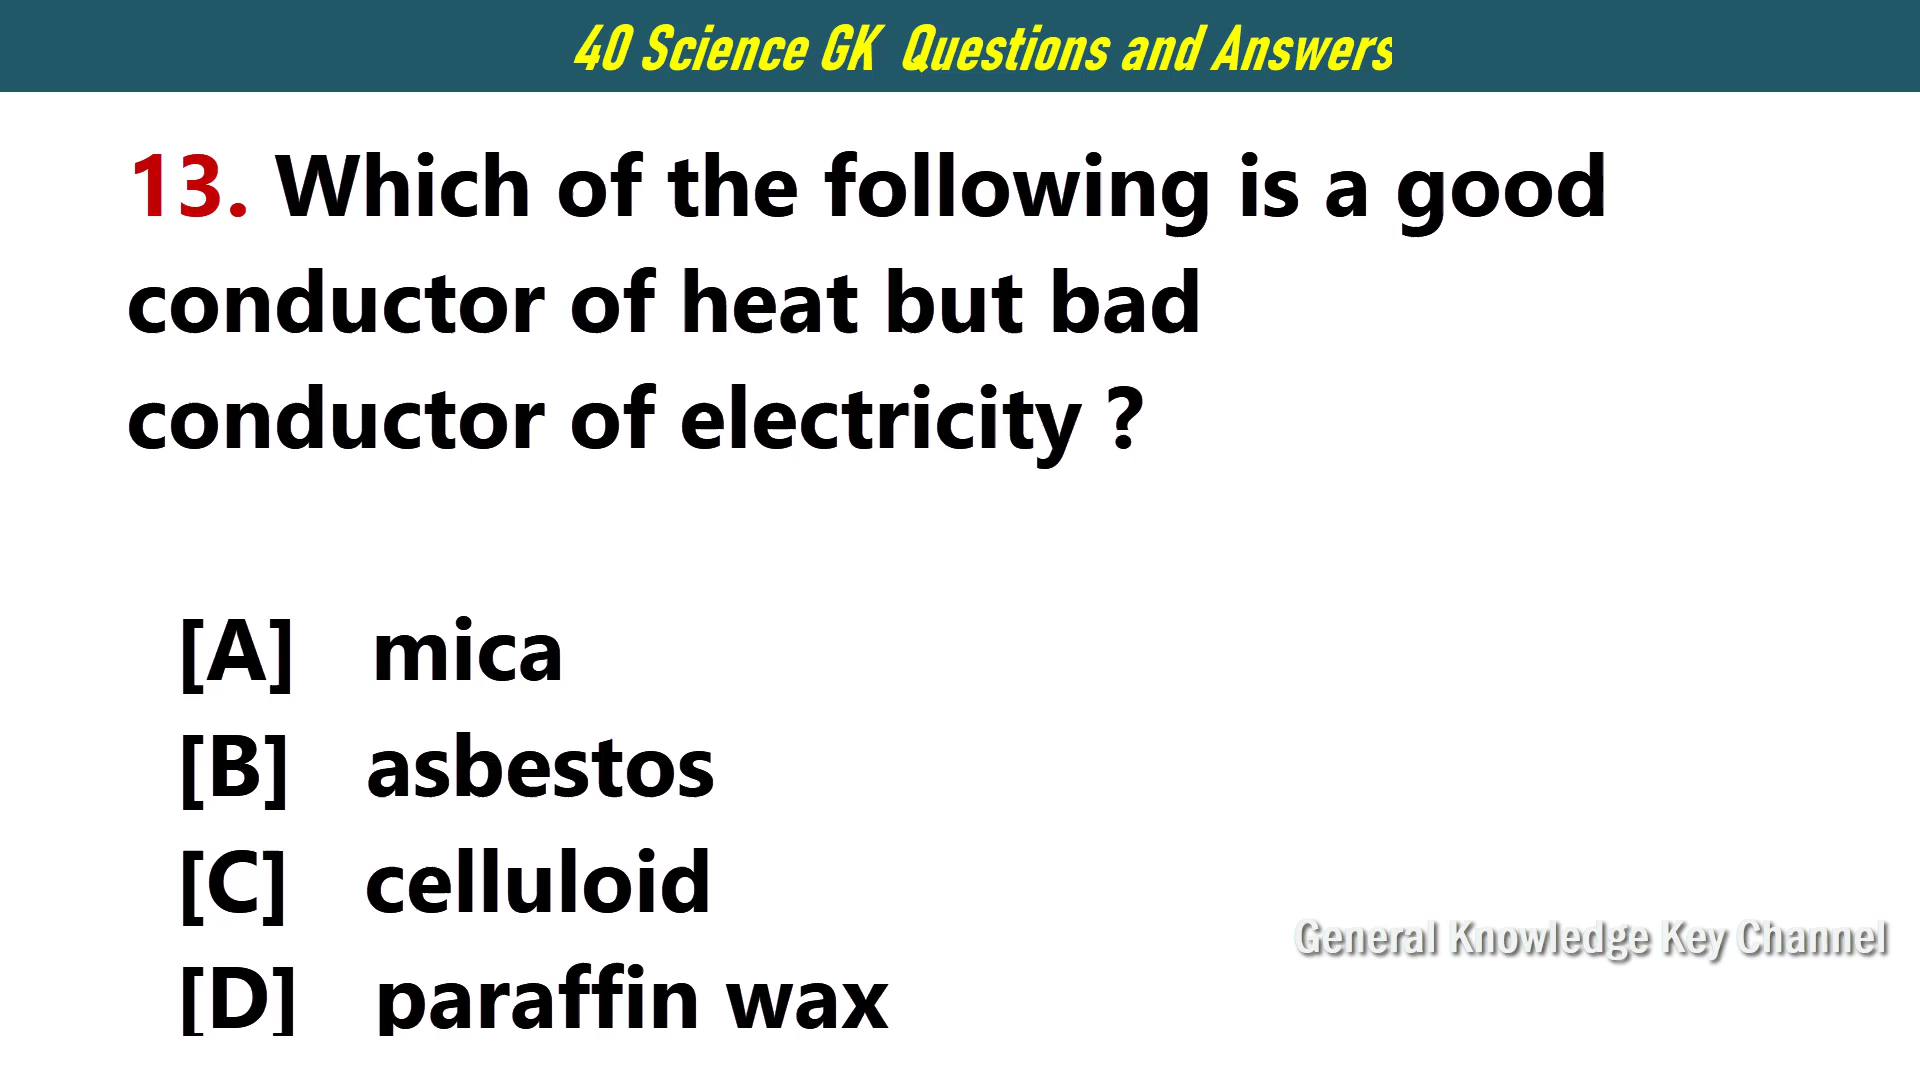 40 Science GK Questions and Answers
13. Which of the following is a good
conductor of heat but bad
conductor of electricity ?
[A] mica
[B] asbestos
[C] celluloid
[D] paraffin wax
General Knowledge Key Channel